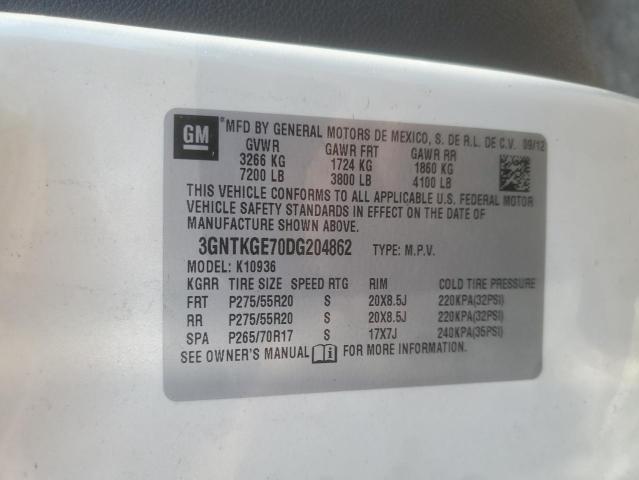 GM ® MFD BY GENERAL MOTORS DE MEXICO, S. DE R.L. DE C.V. 09/12
GVWR GAWR FRT GAWR RR
3266 KG 1724 KG 1860 KG
7200 LB 3800 LB 4100 LB
THIS VEHICLE CONFORMS TO ALL APPLICABLE U.S. FEDERAL MOTOR
VEHICLE SAFETY STANDARDS IN EFFECT ON THE DATE OF
MANUFACTURE SHOWN ABOVE.
3GNTKGE70DG204862 TYPE: M.P.V.
MODEL: K10936
KGRR TIRE SIZE SPEED RTG RIM COLD TIRE PRESSURE
FRT P275/55R20 S 20X8.5J 220KPA(32PSI)
RR P275/55R20 S 20X8.5J 220KPA(32PSI)
SPA P265/70R17 S 17X7J 240KPA(35PSI)
SEE OWNER'S MANUAL FOR MORE INFORMATION.